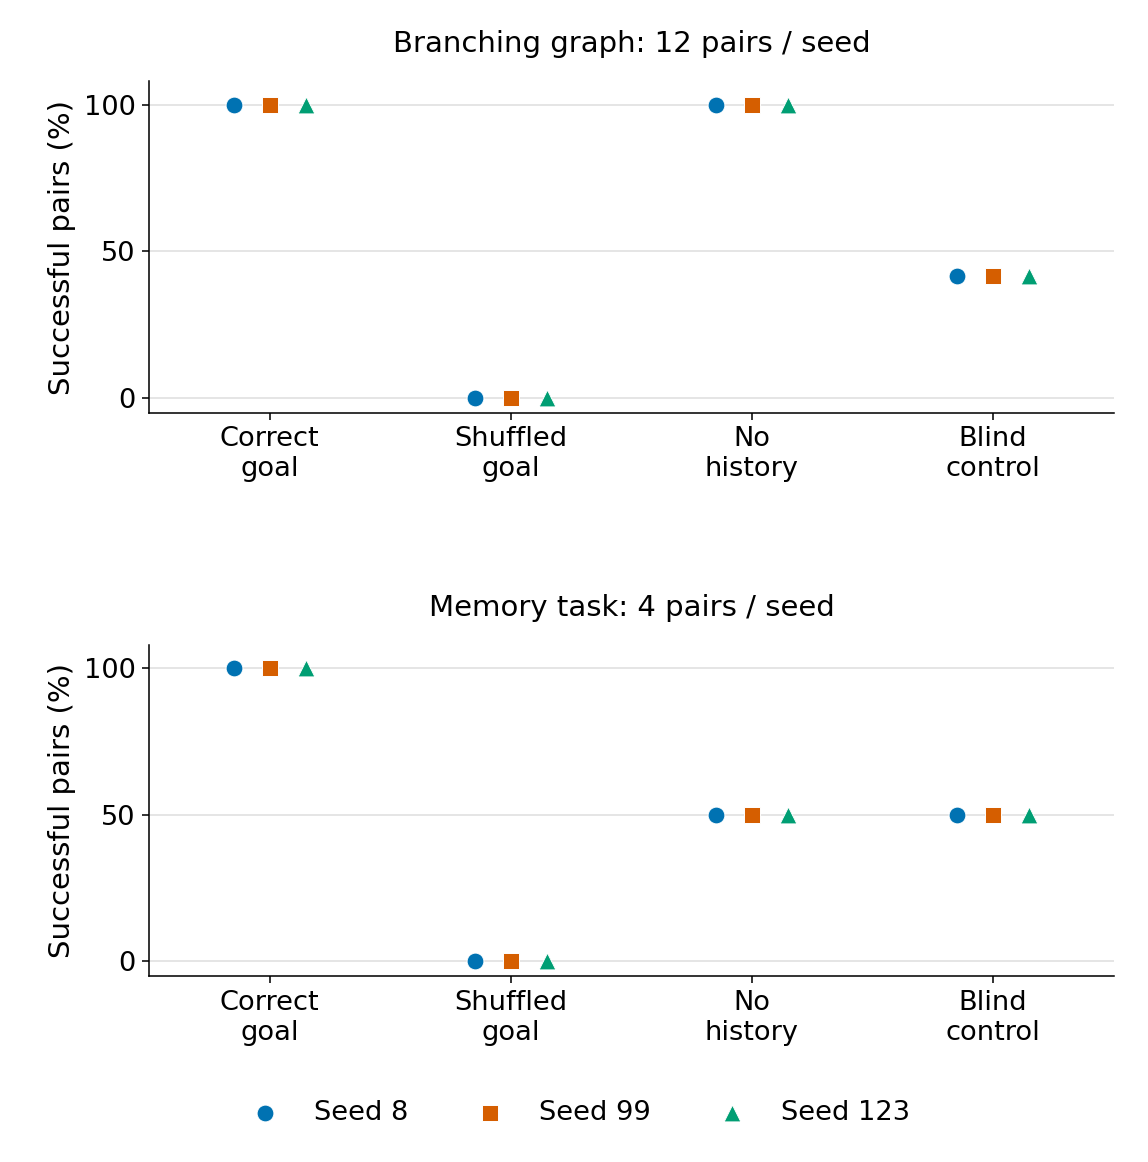 Branching graph: 12 pairs / seed
Successful pairs (%)
100
50
0
Correct goal
Shuffled goal
No history
Blind control
Memory task: 4 pairs / seed
Successful pairs (%)
100
50
0
Correct goal
Shuffled goal
No history
Blind control
Seed 8
Seed 99
Seed 123